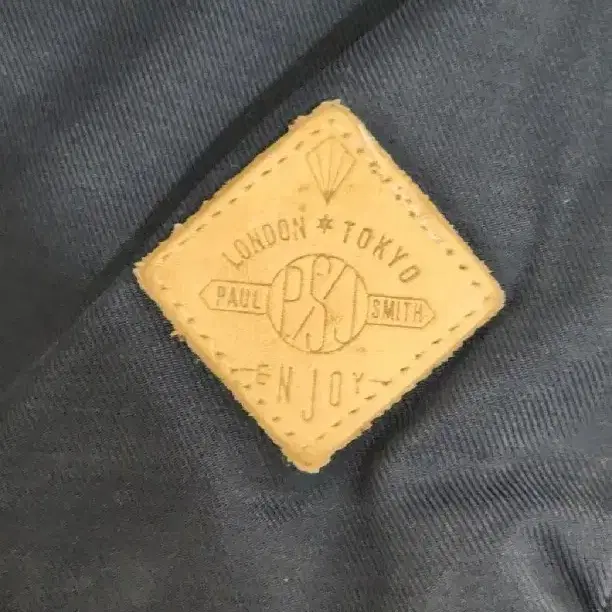 LONDON * TOKYO
PAUL PSJ SMITH
ENJOY